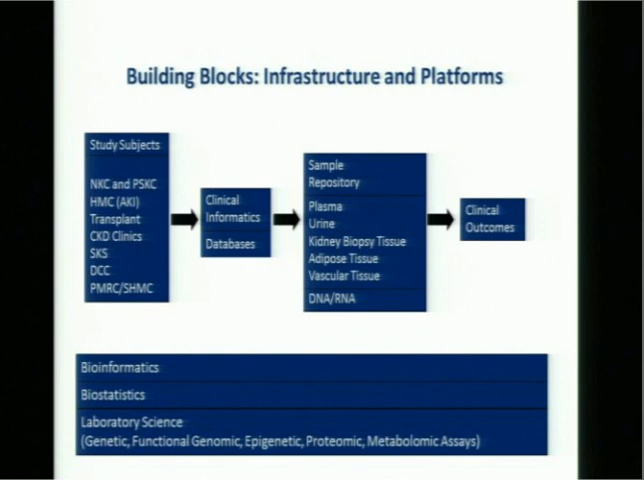 Building Blocks: Infrastructure and Platforms
Study Subjects
NKC and PSKC
HMC (AKI)
Transplant
CKD Clinics
SKS
DCC
PMRC/SHMC
Clinical
Informatics
Databases
Sample
Repository
Plasma
Urine
Kidney Biopsy Tissue
Adipose Tissue
Vascular Tissue
DNA/RNA
Clinical
Outcomes
Bioinformatics
Biostatistics
Laboratory Science
(Genetic, Functional Genomic, Epigenetic, Proteomic, Metabolomic Assays)